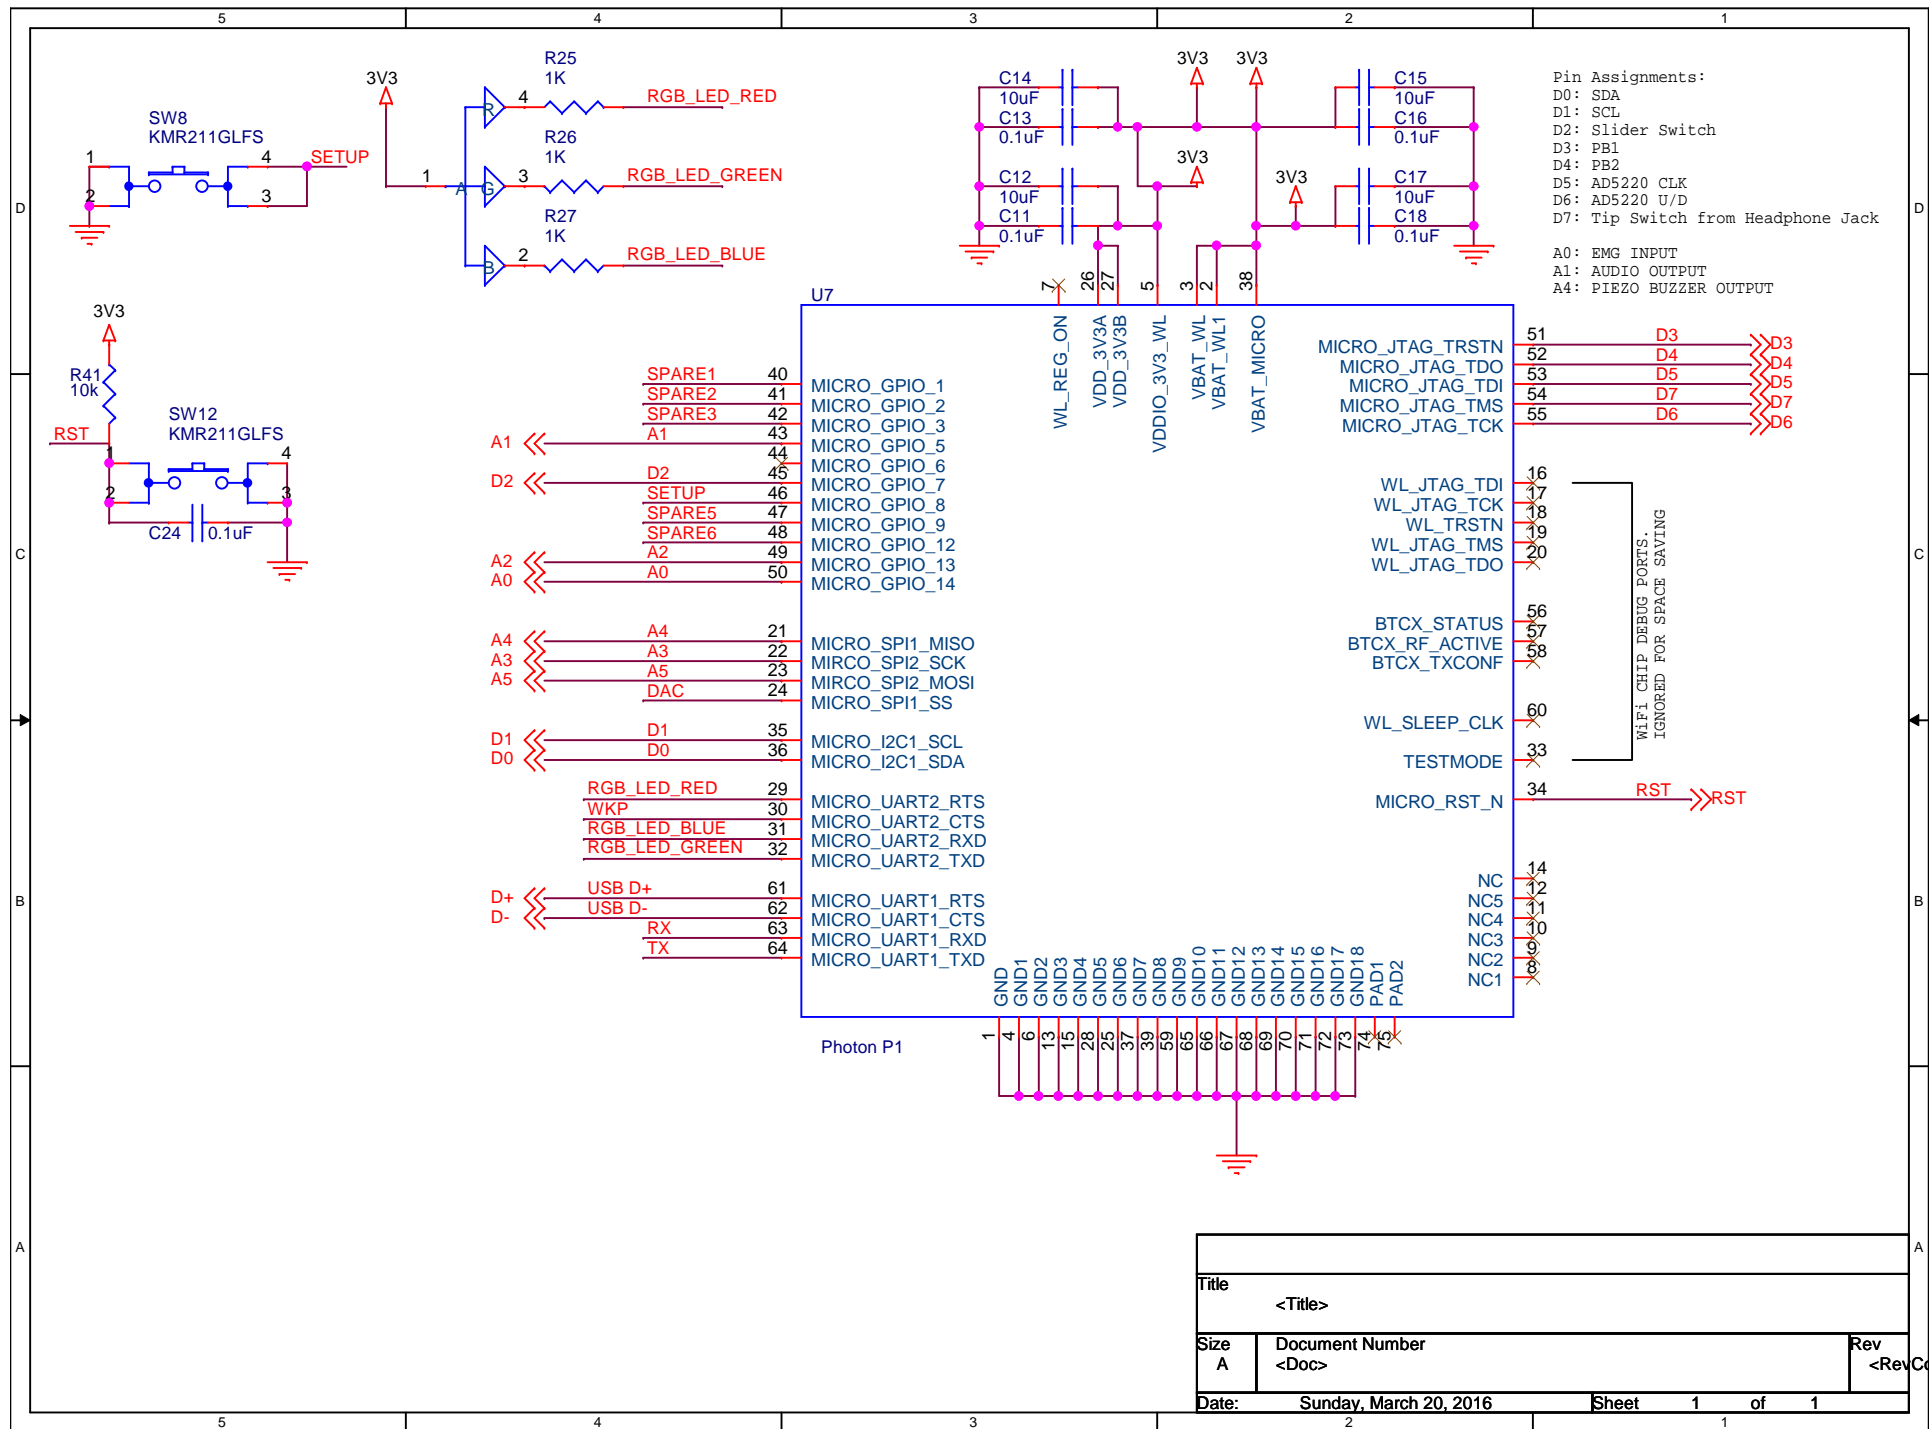 5 4 3 2 1
D
C
B
A
D
C
B
A
SW8
KMR211GLFS
1
2
4
3
SETUP
3V3
1
A
R
G
B
4
3
2
R25
1K
RGB_LED_RED
R26
1K
RGB_LED_GREEN
R27
1K
RGB_LED_BLUE
3V3
R41
10k
RST
SW12
KMR211GLFS
1
2
4
3
C24
0.1uF
C14
10uF
C13
0.1uF
C12
10uF
C11
0.1uF
3V3
3V3
3V3
3V3
C15
10uF
C16
0.1uF
C17
10uF
C18
0.1uF
Pin Assignments:
D0: SDA
D1: SCL
D2: Slider Switch
D3: PB1
D4: PB2
D5: AD5220 CLK
D6: AD5220 U/D
D7: Tip Switch from Headphone Jack
A0: EMG INPUT
A1: AUDIO OUTPUT
A4: PIEZO BUZZER OUTPUT
U7
7 WL_REG_ON
26 VDD_3V3A
27 VDD_3V3B
5 VDDIO_3V3_WL
3 VBAT_WL
2 VBAT_WL1
38 VBAT_MICRO
SPARE1 40 MICRO_GPIO_1
SPARE2 41 MICRO_GPIO_2
SPARE3 42 MICRO_GPIO_3
A1 A1 43 MICRO_GPIO_5
44 MICRO_GPIO_6
D2 D2 45 MICRO_GPIO_7
SETUP 46 MICRO_GPIO_8
SPARE5 47 MICRO_GPIO_9
SPARE6 48 MICRO_GPIO_12
A2 A2 49 MICRO_GPIO_13
A0 A0 50 MICRO_GPIO_14
A4 A4 21 MICRO_SPI1_MISO
A3 A3 22 MIRCO_SPI2_SCK
A5 A5 23 MIRCO_SPI2_MOSI
DAC 24 MICRO_SPI1_SS
D1 D1 35 MICRO_I2C1_SCL
D0 D0 36 MICRO_I2C1_SDA
RGB_LED_RED 29 MICRO_UART2_RTS
WKP 30 MICRO_UART2_CTS
RGB_LED_BLUE 31 MICRO_UART2_RXD
RGB_LED_GREEN 32 MICRO_UART2_TXD
D+ USB D+ 61 MICRO_UART1_RTS
D- USB D- 62 MICRO_UART1_CTS
RX 63 MICRO_UART1_RXD
TX 64 MICRO_UART1_TXD
MICRO_JTAG_TRSTN 51 D3 D3
MICRO_JTAG_TDO 52 D4 D4
MICRO_JTAG_TDI 53 D5 D5
MICRO_JTAG_TMS 54 D7 D7
MICRO_JTAG_TCK 55 D6 D6
WL_JTAG_TDI 16
WL_JTAG_TCK 17
WL_TRSTN 18
WL_JTAG_TMS 19
WL_JTAG_TDO 20
BTCX_STATUS 56
BTCX_RF_ACTIVE 57
BTCX_TXCONF 58
WL_SLEEP_CLK 60
TESTMODE 33
WiFi CHIP DEBUG PORTS.
IGNORED FOR SPACE SAVING
MICRO_RST_N 34 RST RST
NC 14
NC5 12
NC4 11
NC3 10
NC2 9
NC1 8
GND GND1 GND2 GND3 GND4 GND5 GND6 GND7 GND8 GND9 GND10 GND11 GND12 GND13 GND14 GND15 GND16 GND17 GND18 PAD1 PAD2
1 4 6 13 15 28 25 37 39 59 65 66 67 68 69 70 71 72 73 74 75
Photon P1
Title
<Title>
Size
A
Document Number
<Doc>
Rev
<RevCo
Date: Sunday, March 20, 2016 Sheet 1 of 1
5 4 3 2 1